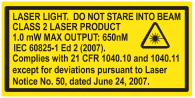 LASER LIGHT.  DO NOT STARE INTO BEAM
CLASS 2 LASER PRODUCT
1.0 mW MAX OUTPUT: 650nM
IEC 60825-1 Ed 2 (2007).
Complies with 21 CFR 1040.10 and 1040.11
except for deviations pursuant to Laser
Notice No. 50, dated June 24, 2007.